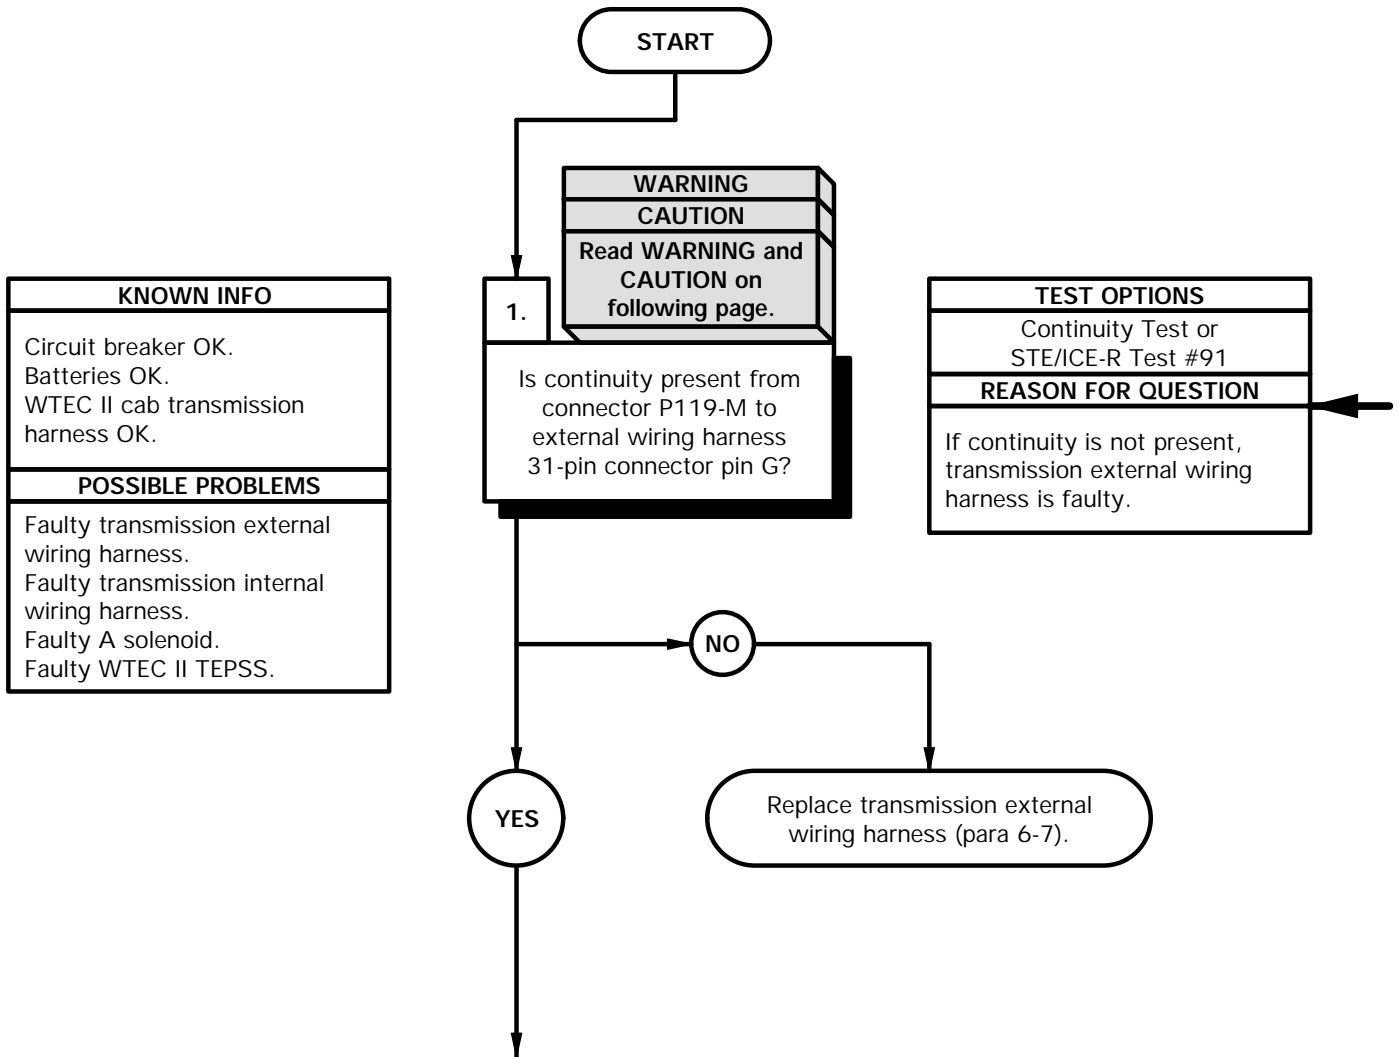 START
WARNING
CAUTION
Read WARNING and
CAUTION on
following page.
KNOWN INFO
Circuit breaker OK.
Batteries OK.
WTEC II cab transmission
harness OK.
POSSIBLE PROBLEMS
Faulty transmission external
wiring harness.
Faulty transmission internal
wiring harness.
Faulty A solenoid.
Faulty WTEC II TEPSS.
1.
Is continuity present from
connector P119-M to
external wiring harness
31-pin connector pin G?
TEST OPTIONS
Continuity Test or
STE/ICE-R Test #91
REASON FOR QUESTION
If continuity is not present,
transmission external wiring
harness is faulty.
NO
YES
Replace transmission external
wiring harness (para 6-7).